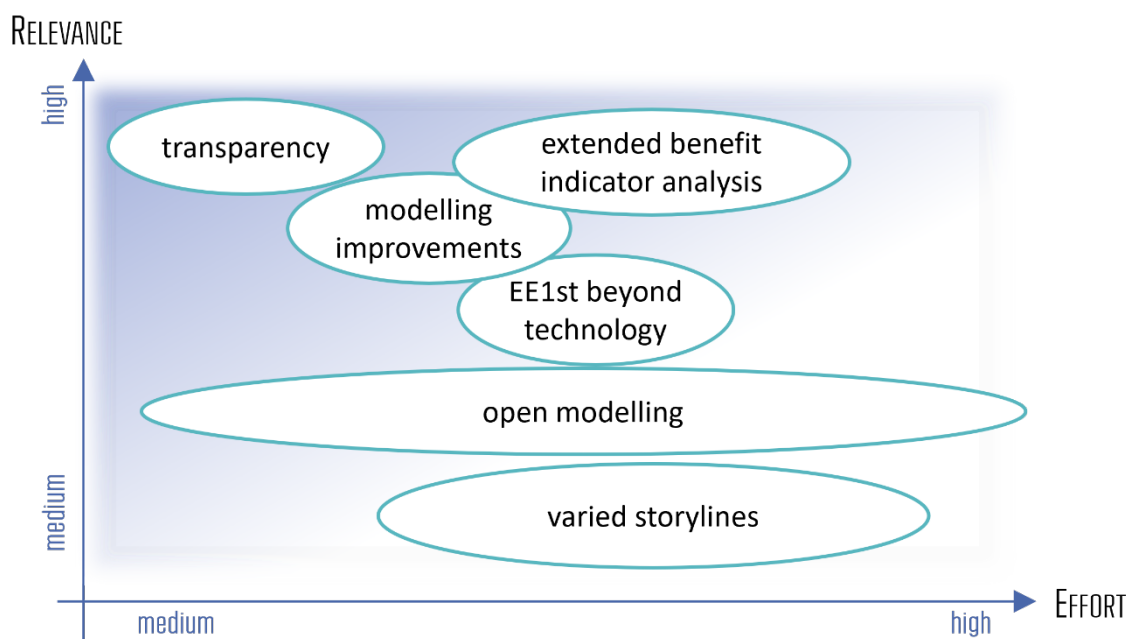 RELEVANCE
high
transparency
extended benefit
indicator analysis
modelling
improvements
EE1st beyond
technology
open modelling
medium
varied storylines
EFFORT
medium
high